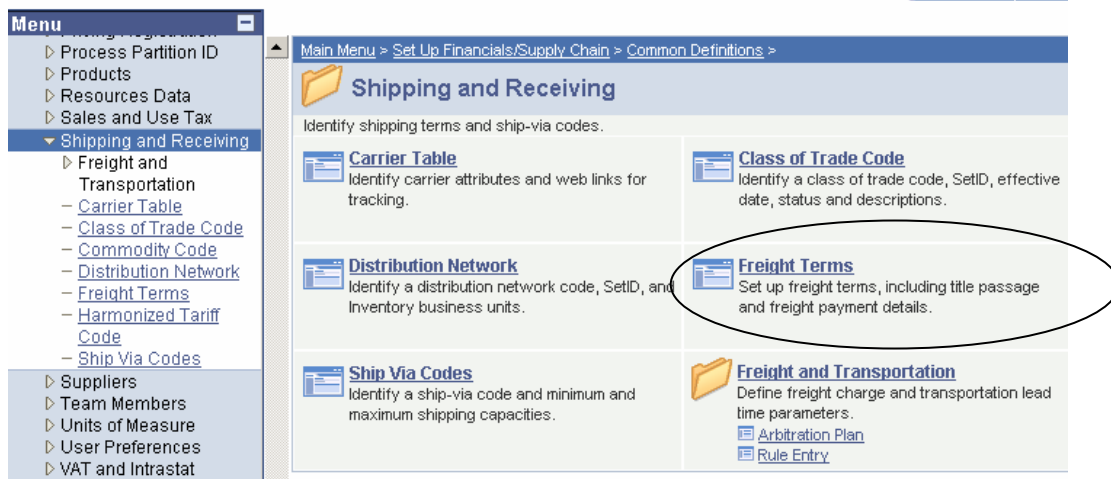 Menu
Process Partition ID
Products
Resources Data
Sales and Use Tax
Shipping and Receiving
Freight and
Transportation
Carrier Table
Class of Trade Code
Commodity Code
Distribution Network
Freight Terms
Harmonized Tariff
Code
Ship Via Codes
Suppliers
Team Members
Units of Measure
User Preferences
VAT and Intrastat
Main Menu > Set Up Financials/Supply Chain > Common Definitions >
Shipping and Receiving
Identify shipping terms and ship-via codes.
Carrier Table
Identify carrier attributes and web links for
tracking.
Class of Trade Code
Identify a class of trade code, SetID, effective
date, status and descriptions.
Distribution Network
Identify a distribution network code, SetID, and
Inventory business units.
Freight Terms
Set up freight terms, including title passage
and freight payment details.
Ship Via Codes
Identify a ship-via code and minimum and
maximum shipping capacities.
Freight and Transportation
Define freight charge and transportation lead
time parameters.
Arbitration Plan
Rule Entry